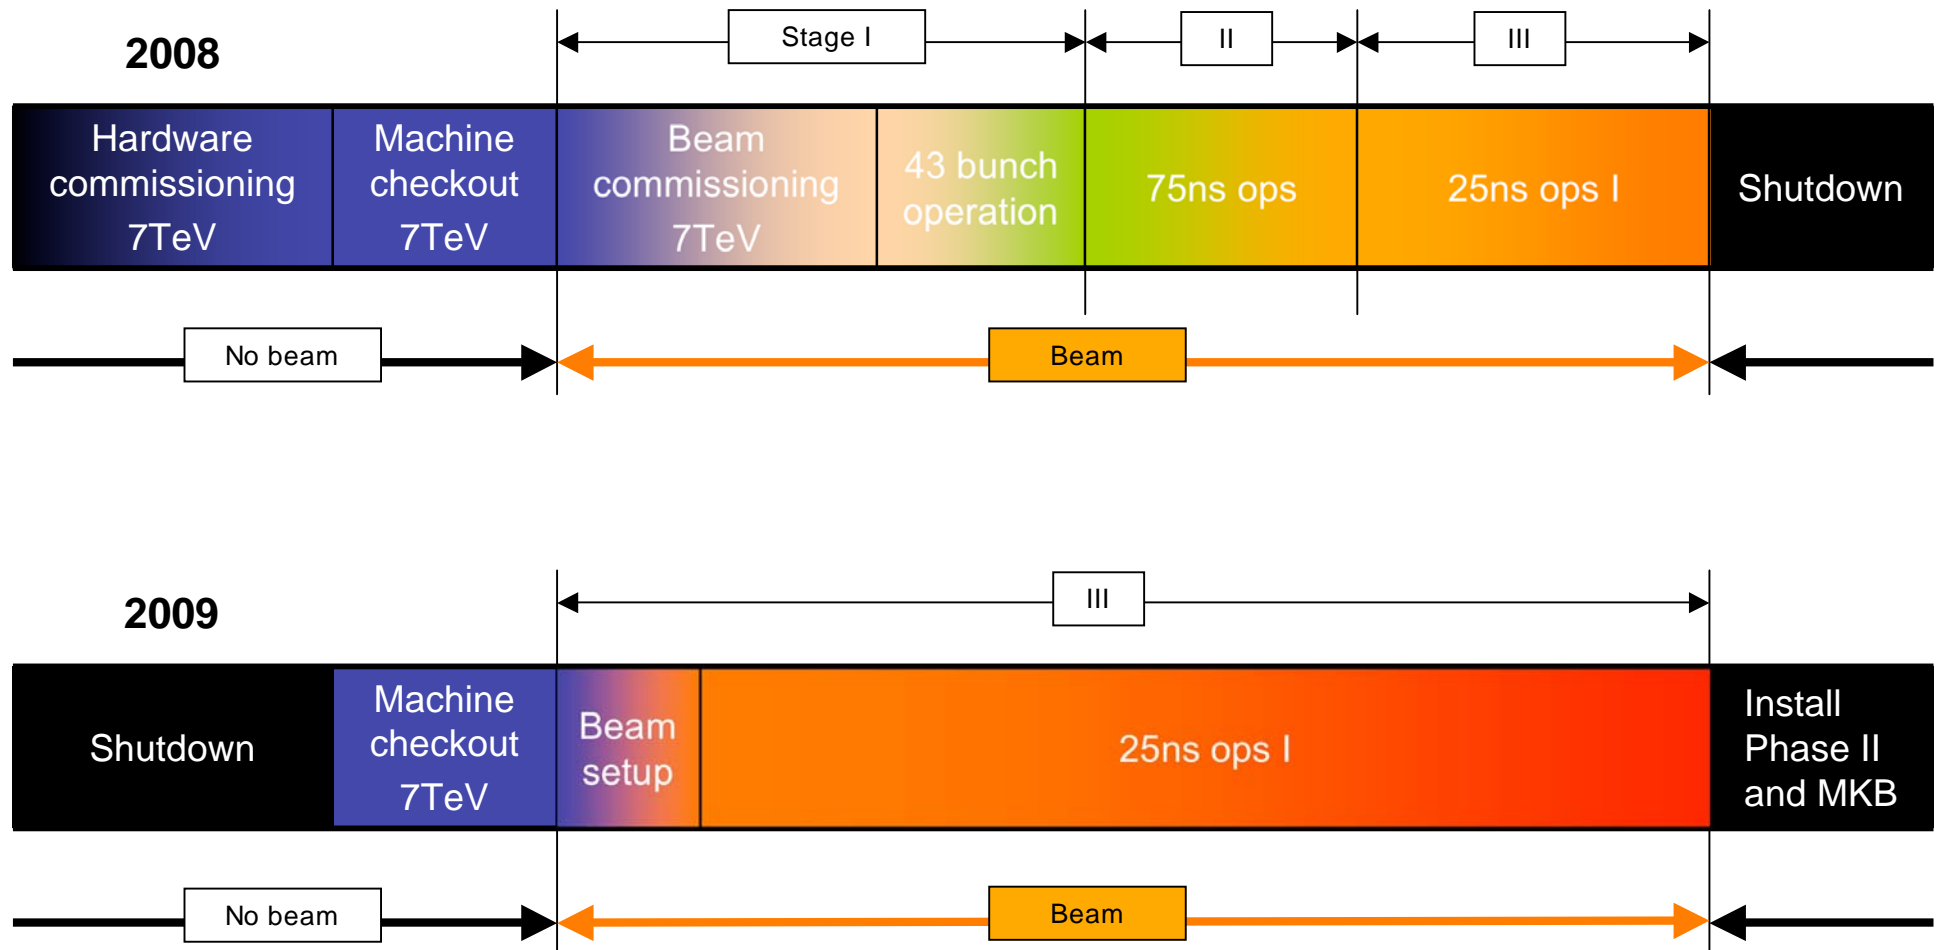 2008
Stage I
II
III
Hardware
commissioning
7TeV
Machine
checkout
7TeV
Beam
commissioning
7TeV
43 bunch
operation
75ns ops
25ns ops I
Shutdown
No beam
Beam
2009
III
Shutdown
Machine
checkout
7TeV
Beam
setup
25ns ops I
Install
Phase II
and MKB
No beam
Beam